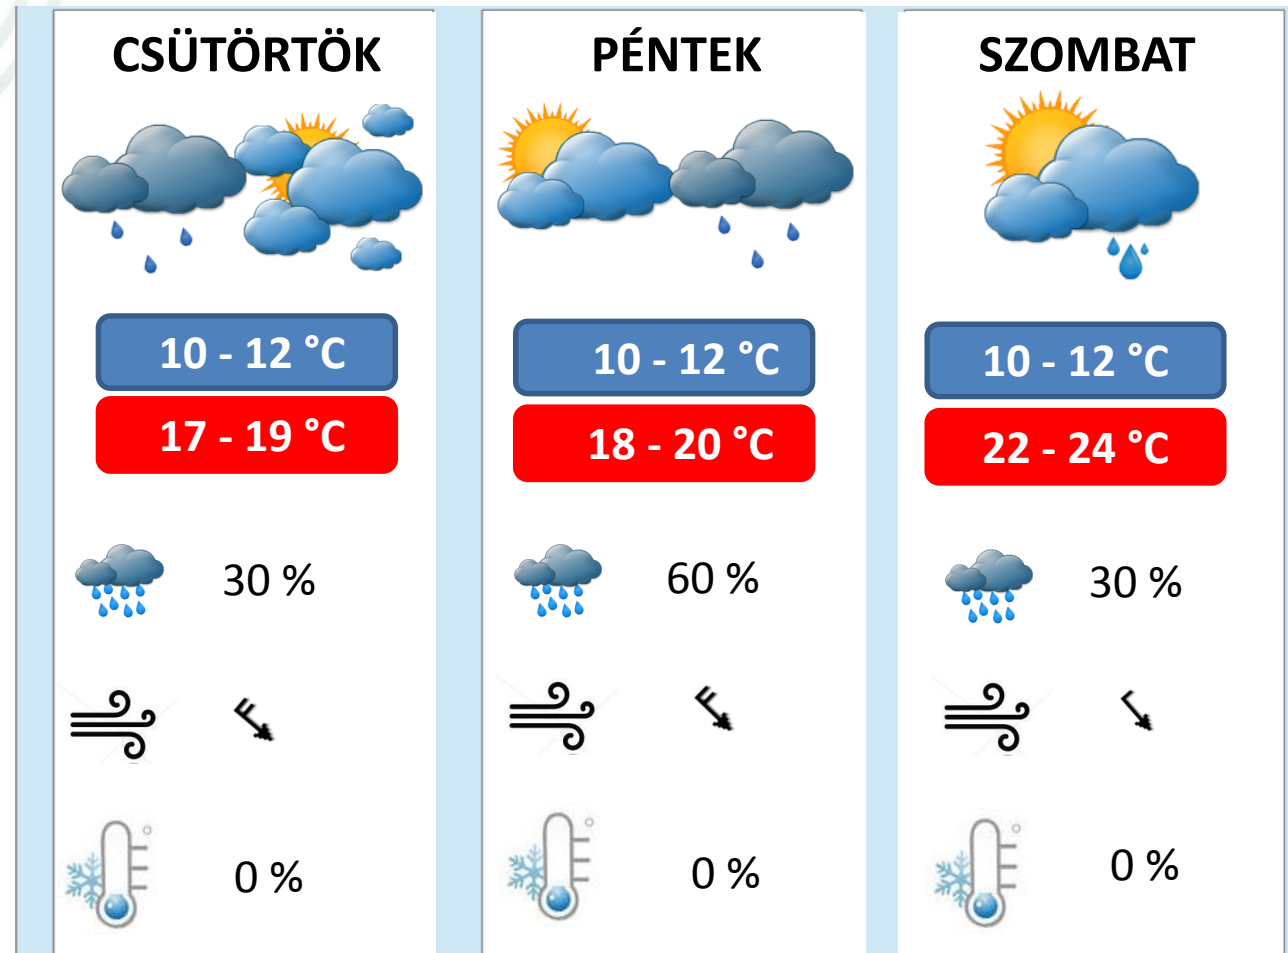 CSÜTÖRTÖK
10 - 12 °C
17 - 19 °C
30 %
0 %
PÉNTEK
10 - 12 °C
18 - 20 °C
60 %
0 %
SZOMBAT
10 - 12 °C
22 - 24 °C
30 %
0 %